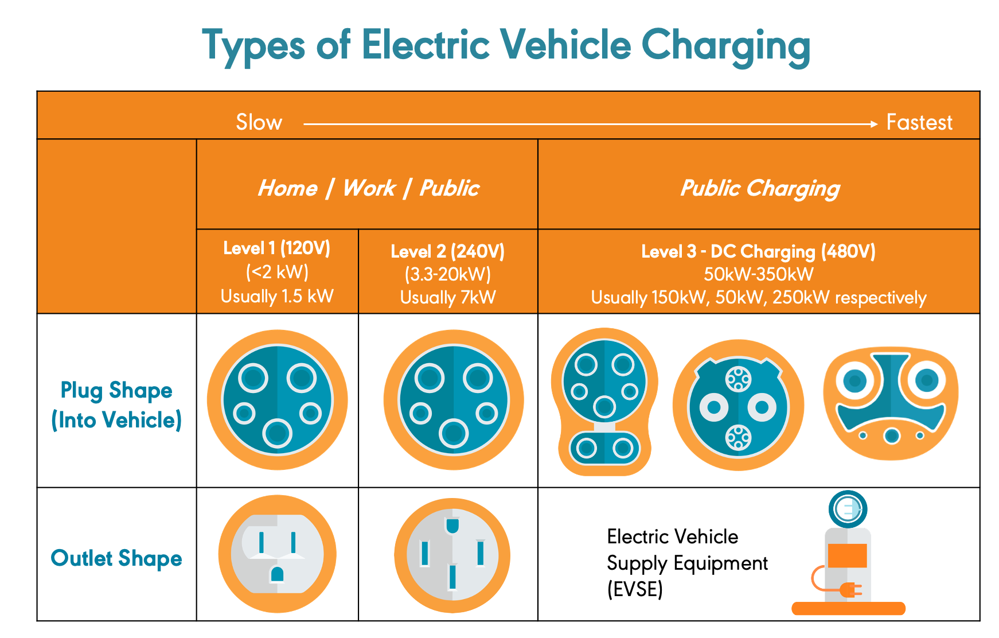 Types of Electric Vehicle Charging
Slow
Fastest
Home / Work / Public
Public Charging
Level 1 (120V)
(<2 kW)
Usually 1.5 kW
Level 2 (240V)
(3.3-20kW)
Usually 7kW
Level 3 - DC Charging (480V)
50kW-350kW
Usually 150kW, 50kW, 250kW respectively
Plug Shape
(Into Vehicle)
Outlet Shape
Electric Vehicle
Supply Equipment
(EVSE)